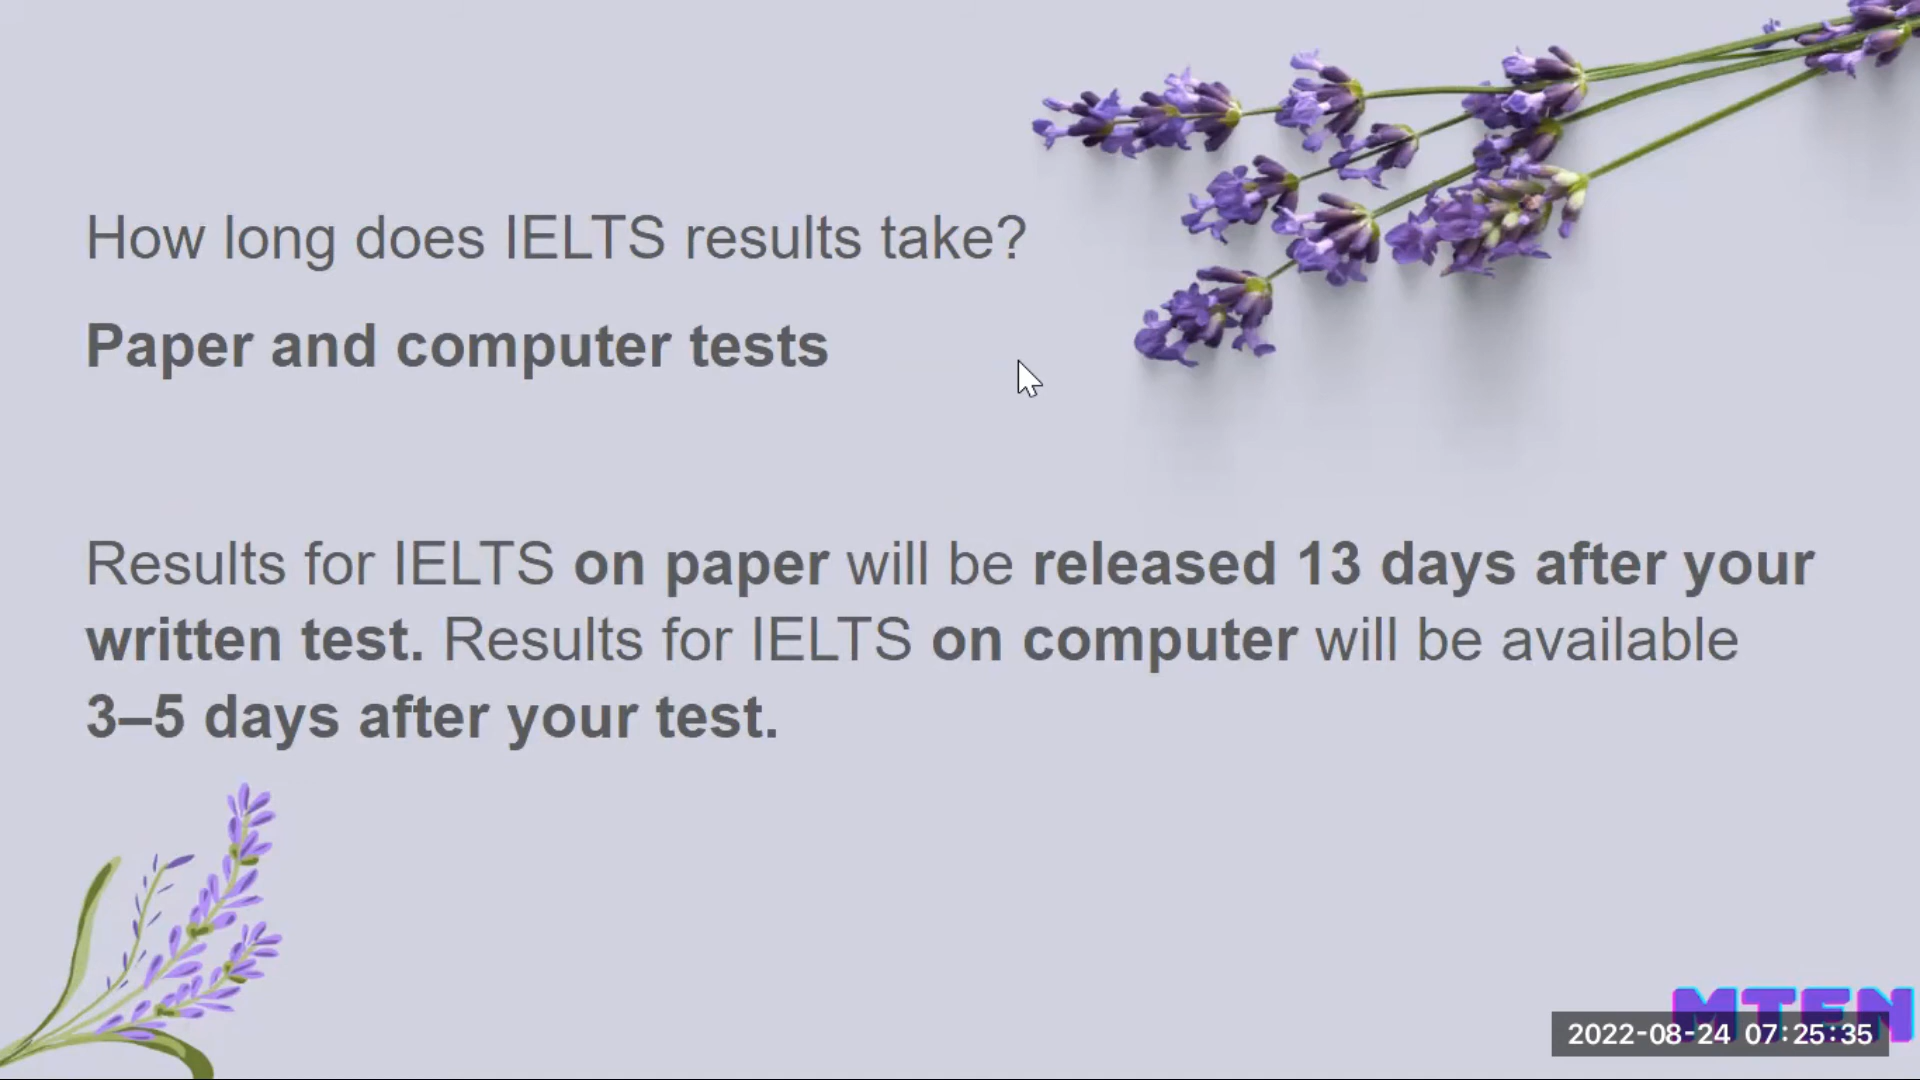 How long does IELTS results take?
Paper and computer tests
Results for IELTS on paper will be released 13 days after your
written test. Results for IELTS on computer will be available
3–5 days after your test.
MTEN
2022-08-24 07:25:35